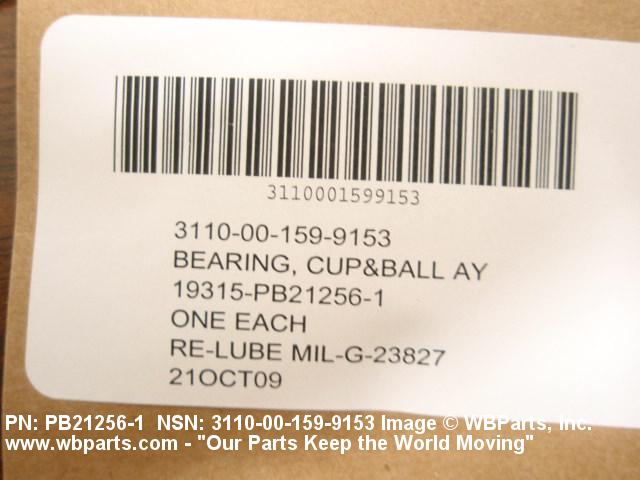 3110001599153
3110-00-159-9153
BEARING, CUP&BALL AY
19315-PB21256-1
ONE EACH
RE-LUBE MIL-G-23827
21OCT09
PN: PB21256-1 NSN: 3110-00-159-9153 Image © WBParts, Inc.
www.wbparts.com - "Our Parts Keep the World Moving"